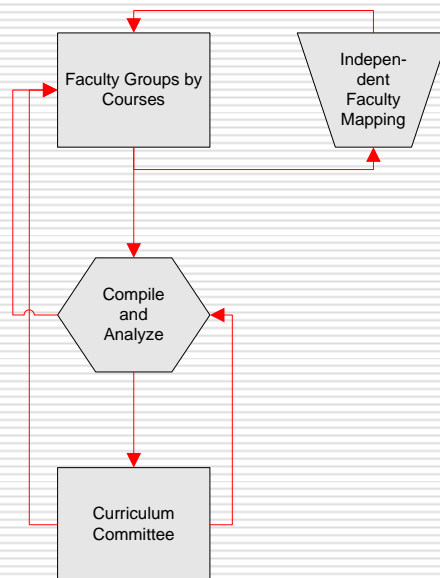 Faculty Groups by
Courses
Indepen-
dent
Faculty
Mapping
Compile
and
Analyze
Curriculum
Committee